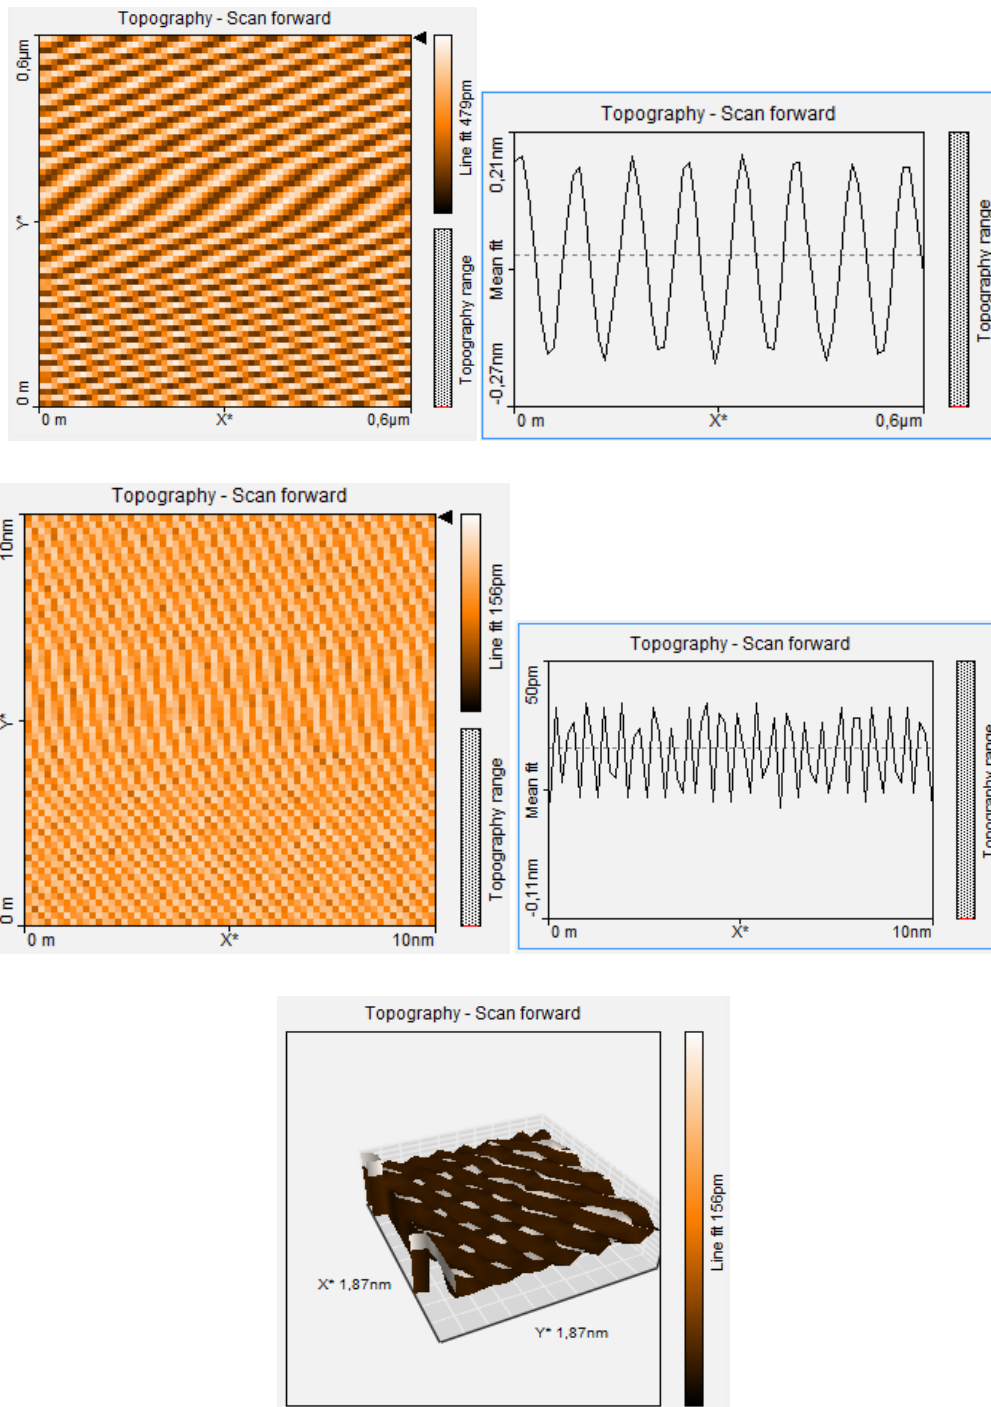 Topography - Scan forward
0,6µm
Y*
0 m
0 m
X*
0,6µm
Line fit 479pm
Topography range
Topography - Scan forward
0,21nm
Mean fit
-0,27nm
0 m
X*
0,6µm
Topography range
Topography - Scan forward
10nm
Y*
0 m
0 m
X*
10nm
Line fit 156pm
Topography range
Topography - Scan forward
50pm
Mean fit
-0,11nm
0 m
X*
10nm
Topography range
Topography - Scan forward
X* 1,87nm
Y* 1,87nm
Line fit 156pm